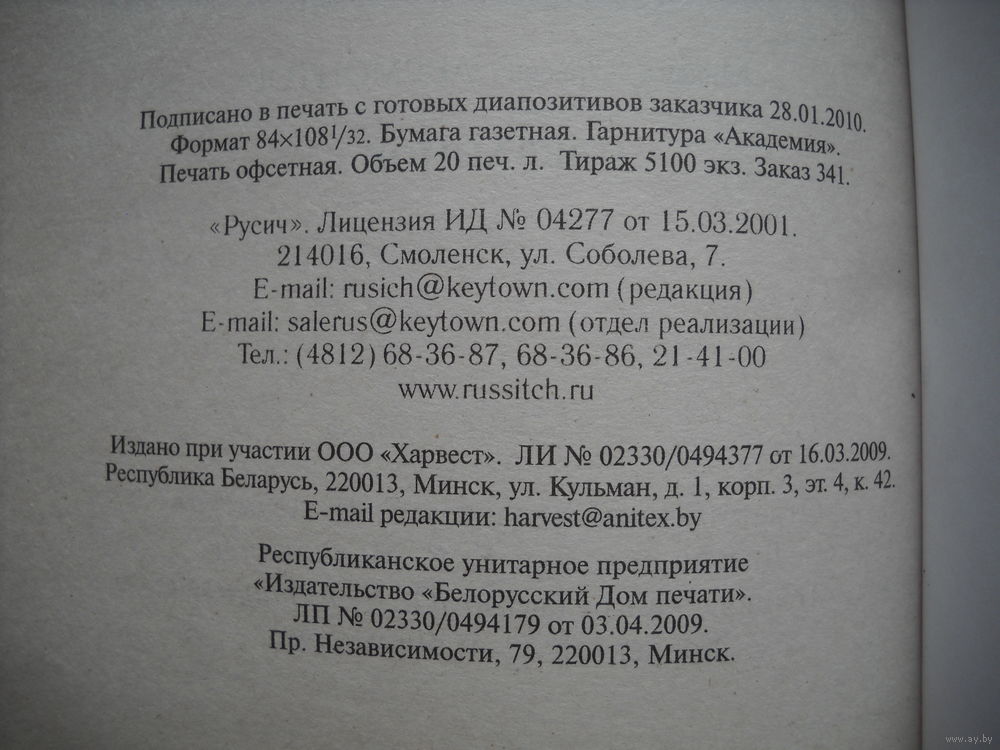 Подписано в печать с готовых диапозитивов заказчика 28.01.2010.
Формат 84×108¹/32. Бумага газетная. Гарнитура «Академия».
Печать офсетная. Объем 20 печ. л. Тираж 5100 экз. Заказ 341.
«Русич». Лицензия ИД № 04277 от 15.03.2001.
214016, Смоленск, ул. Соболева, 7.
E-mail: rusich@keytown.com (редакция)
E-mail: salerus@keytown.com (отдел реализации)
Тел.: (4812) 68-36-87, 68-36-86, 21-41-00
www.russitch.ru
Издано при участии ООО «Харвест». ЛИ № 02330/0494377 от 16.03.2009.
Республика Беларусь, 220013, Минск, ул. Кульман, д. 1, корп. 3, эт. 4, к. 42.
E-mail редакции: harvest@anitex.by
Республиканское унитарное предприятие
«Издательство «Белорусский Дом печати».
ЛП № 02330/0494179 от 03.04.2009.
Пр. Независимости, 79, 220013, Минск.
www.ay.by